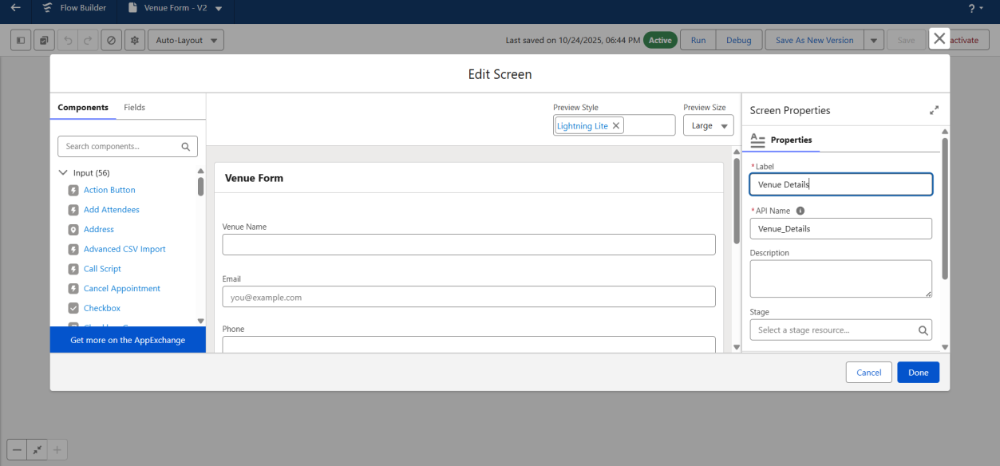 Flow Builder
Venue Form - V2
?
Auto-Layout
Last saved on 10/24/2025, 06:44 PM
Active
Run
Debug
Save As New Version
Save
activate
Edit Screen
Components
Fields
Search components...
Input (56)
Action Button
Add Attendees
Address
Advanced CSV Import
Call Script
Cancel Appointment
Checkbox
Get more on the AppExchange
Preview Style
Lightning Lite
Preview Size
Large
Venue Form
Venue Name
Email
you@example.com
Phone
Screen Properties
Properties
*Label
Venue Details
*API Name
Venue_Details
Description
Stage
Select a stage resource...
Cancel
Done